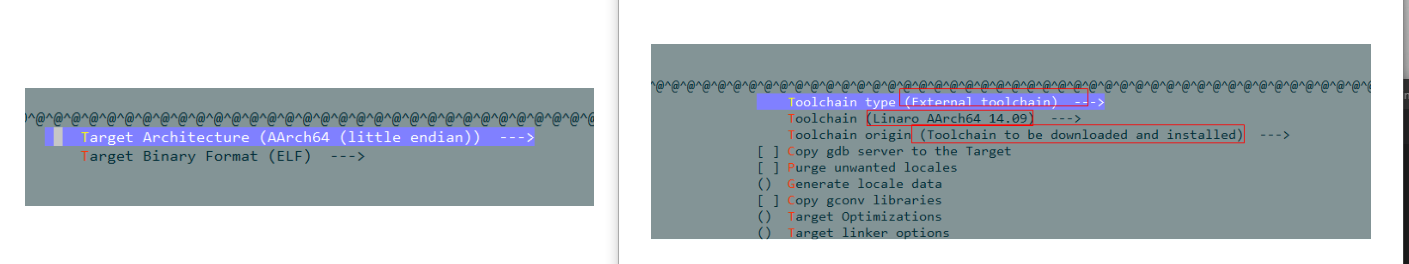 )^@^@^@^@^@^@^@^@^@^@^@^@^@^@^@^@^@^@^@^@^@^@^@^@^@^@^@^@^@^@^@^@^@
Target Architecture (AArch64 (little endian))  --->
Target Binary Format (ELF)  --->
^@^@^@^@^@^@^@^@^@^@^@^@^@^@^@^@^@^@^@^@^@^@^@^@^@^@^@^@^@^@^@^@^@^@^@^@^@^@^@^@^@^@^@^@^@
Toolchain type (External toolchain)  --->
Toolchain (Linaro AArch64 14.09)  --->
Toolchain origin (Toolchain to be downloaded and installed)  --->
[ ] Copy gdb server to the Target
[ ] Purge unwanted locales
()  Generate locale data
[ ] Copy gconv libraries
()  Target Optimizations
()  Target linker options